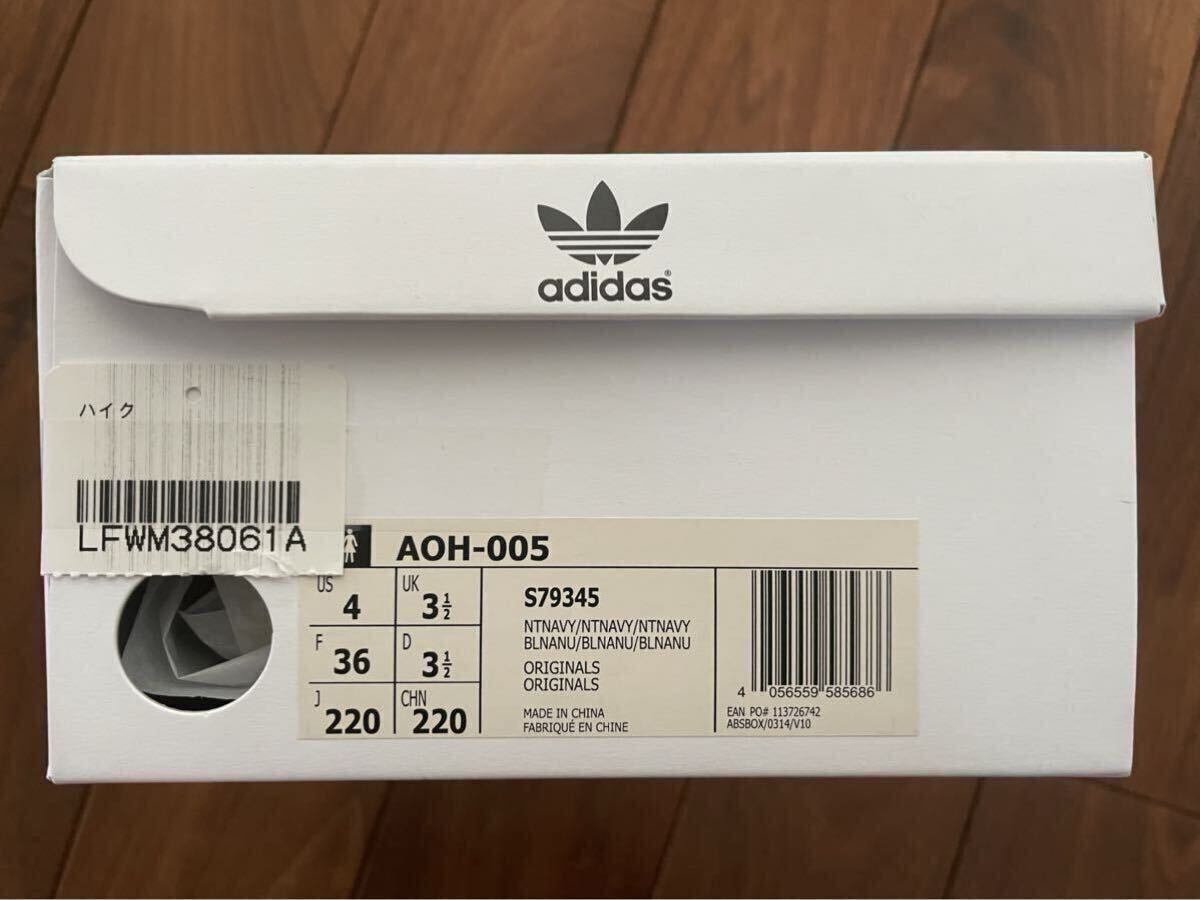 adidas®
ハイク
LFWM38061A
AOH-005
US 4
UK 3½
F 36
D 3½
J 220
CHN 220
S79345
NTNAVY/NTNAVY/NTNAVY
BLNANU/BLNANU/BLNANU
ORIGINALS
ORIGINALS
MADE IN CHINA
FABRIQUÉ EN CHINE
4 056559 585686
EAN PO# 113726742
ABSBOX/0314/V10